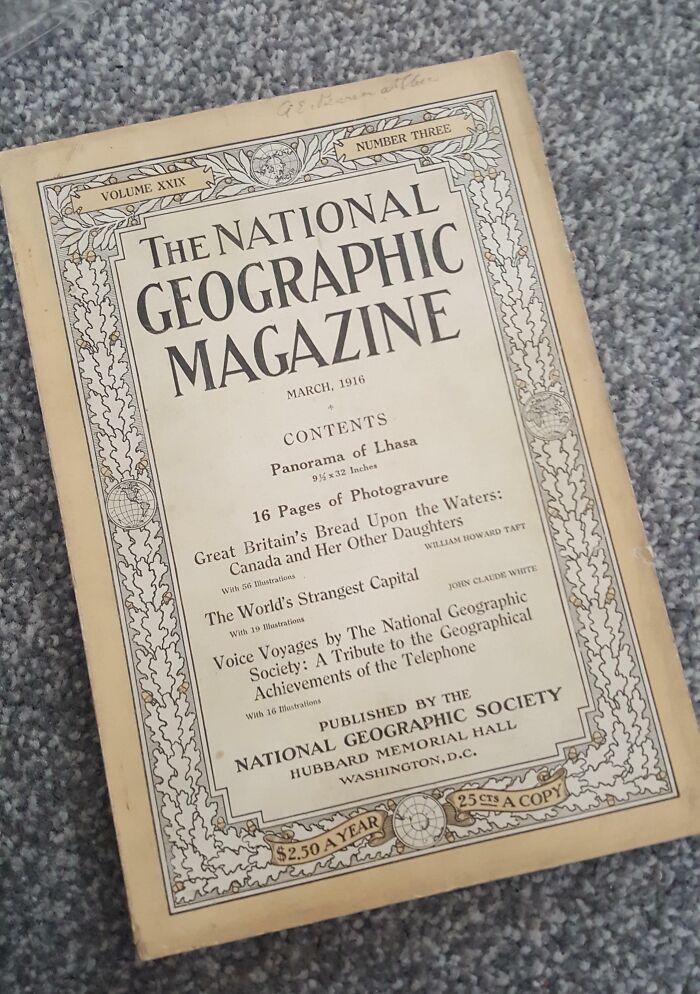 VOLUME XXIX
NUMBER THREE
THE NATIONAL
GEOGRAPHIC
MAGAZINE
MARCH, 1916
CONTENTS
Panorama of Lhasa
9½ x 32 Inches
16 Pages of Photogravure
Great Britain's Bread Upon the Waters:
Canada and Her Other Daughters
With 56 Illustrations
WILLIAM HOWARD TAFT
The World's Strangest Capital
With 19 Illustrations
JOHN CLAUDE WHITE
Voice Voyages by The National Geographic
Society: A Tribute to the Geographical
Achievements of the Telephone
With 16 Illustrations
PUBLISHED BY THE
NATIONAL GEOGRAPHIC SOCIETY
HUBBARD MEMORIAL HALL
WASHINGTON, D.C.
$2.50 A YEAR
25 CTS A COPY